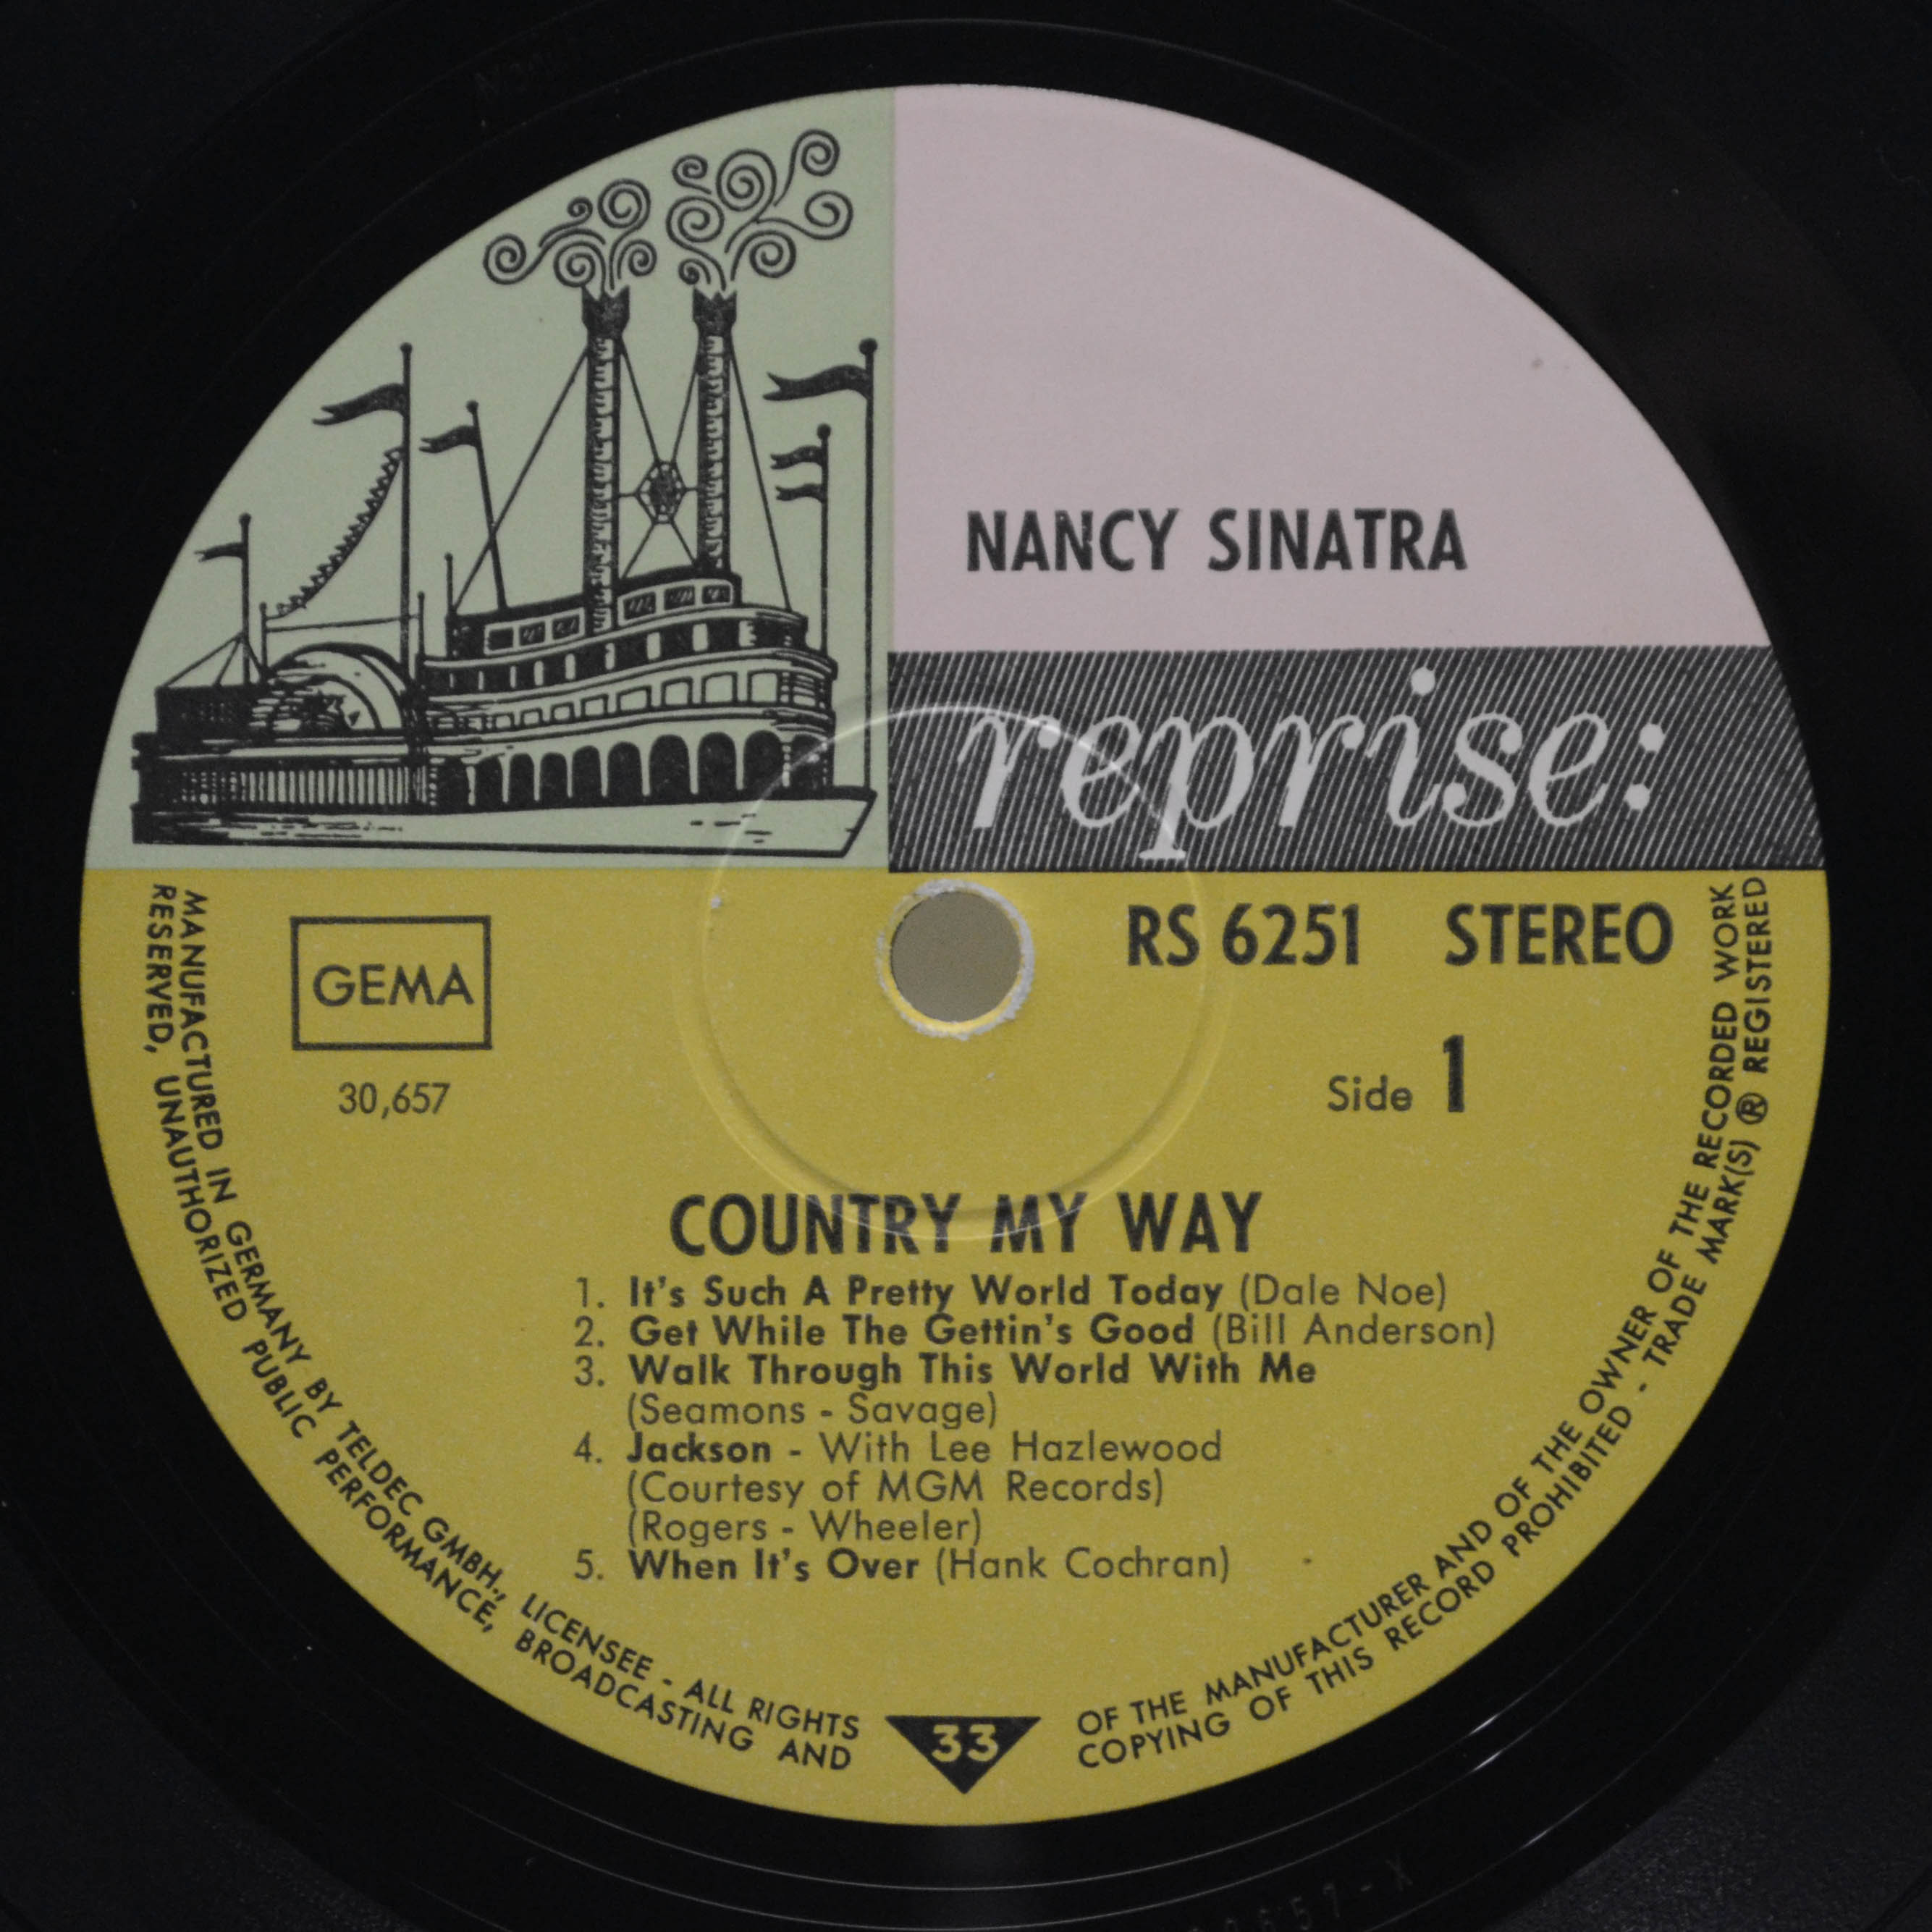 NANCY SINATRA
reprise:
GEMA
RS 6251 STEREO
30,657
Side 1
COUNTRY MY WAY
1. It's Such A Pretty World Today (Dale Noe)
2. Get While The Gettin's Good (Bill Anderson)
3. Walk Through This World With Me
(Seamons - Savage)
4. Jackson - With Lee Hazlewood
(Courtesy of MGM Records)
(Rogers - Wheeler)
5. When It's Over (Hank Cochran)
MANUFACTURED IN GERMANY BY TELDEC GMBH., LICENSEE - ALL RIGHTS
OF THE MANUFACTURER AND OF THE OWNER OF THE RECORDED WORK
RESERVED, UNAUTHORIZED PUBLIC PERFORMANCE, BROADCASTING AND
COPYING OF THIS RECORD PROHIBITED - TRADE MARK(S) ® REGISTERED
33